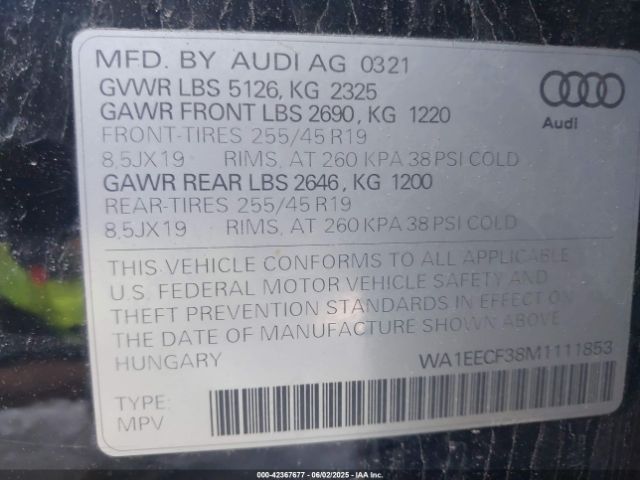 MFD. BY AUDI AG 0321
GVWR LBS 5126, KG 2325
GAWR FRONT LBS 2690, KG 1220
FRONT-TIRES 255/45 R19
8,5JX19 RIMS, AT 260 KPA 38 PSI COLD
GAWR REAR LBS 2646, KG 1200
REAR-TIRES 255/45 R19
8,5JX19 RIMS, AT 260 KPA 38 PSI COLD
Audi
THIS VEHICLE CONFORMS TO ALL APPLICABLE
U.S. FEDERAL MOTOR VEHICLE SAFETY AND
THEFT PREVENTION STANDARDS IN EFFECT ON
THE DATE OF MANUFACTURE SHOWN ABOVE
HUNGARY WA1EECF38M1111853
TYPE:
MPV
000-42367677 - 06/02/2025 - IAAI.CA